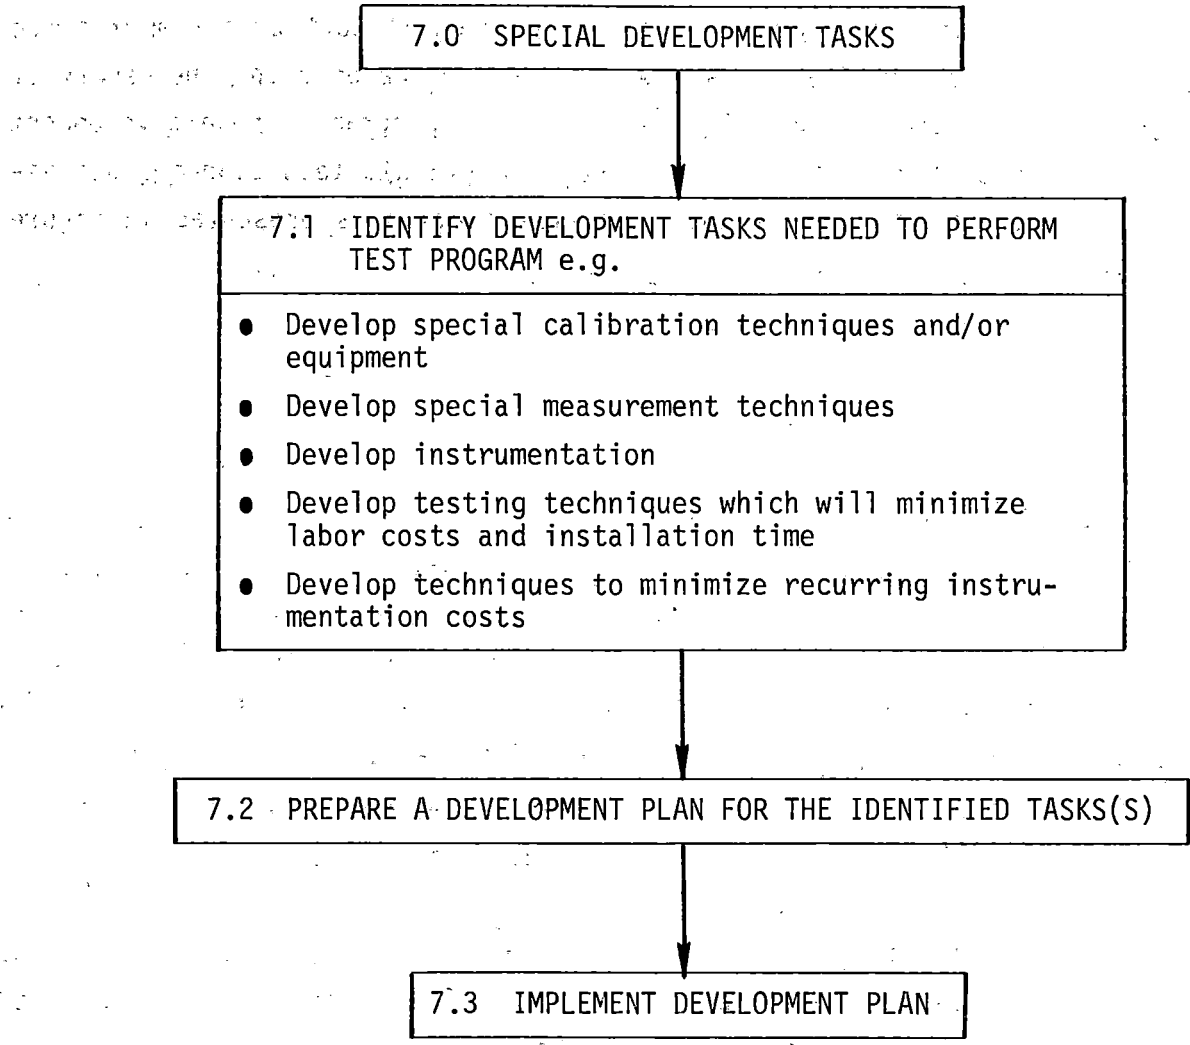 7.0 SPECIAL DEVELOPMENT TASKS
7.1 IDENTIFY DEVELOPMENT TASKS NEEDED TO PERFORM
TEST PROGRAM e.g.
● Develop special calibration techniques and/or
equipment
● Develop special measurement techniques
● Develop instrumentation
● Develop testing techniques which will minimize
labor costs and installation time
● Develop techniques to minimize recurring instru-
mentation costs
7.2 PREPARE A DEVELOPMENT PLAN FOR THE IDENTIFIED TASKS(S)
7.3 IMPLEMENT DEVELOPMENT PLAN